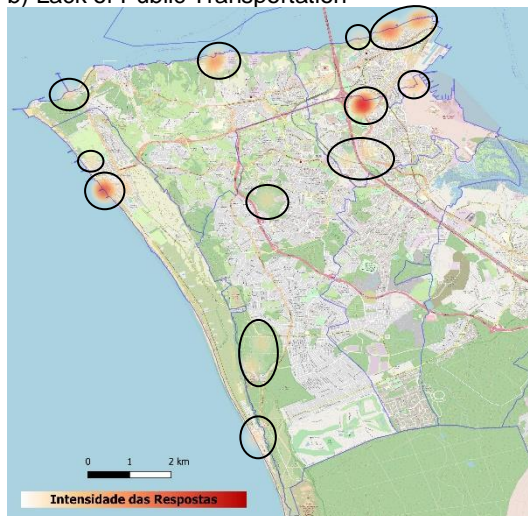 b) Lack of Public Transportation
0 1 2 km
Intensidade das Respostas